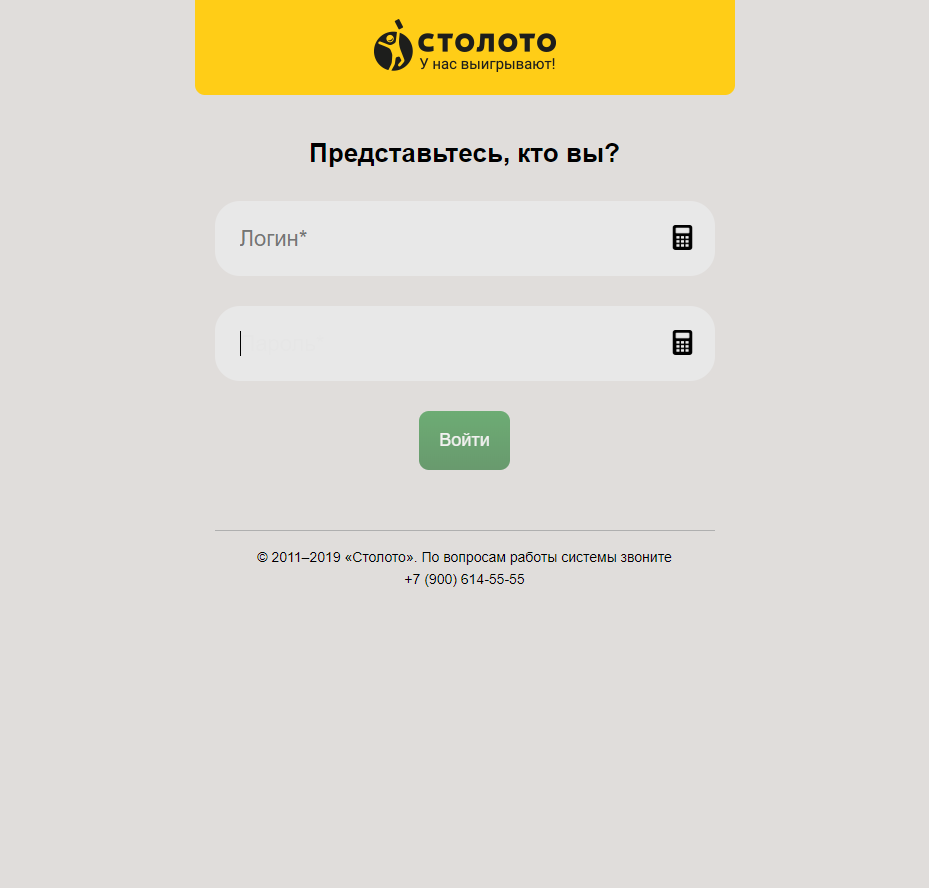 столото
У нас выигрывают!
Представьтесь, кто вы?
Логин*
Войти
© 2011–2019 «Столото». По вопросам работы системы звоните
+7 (900) 614-55-55